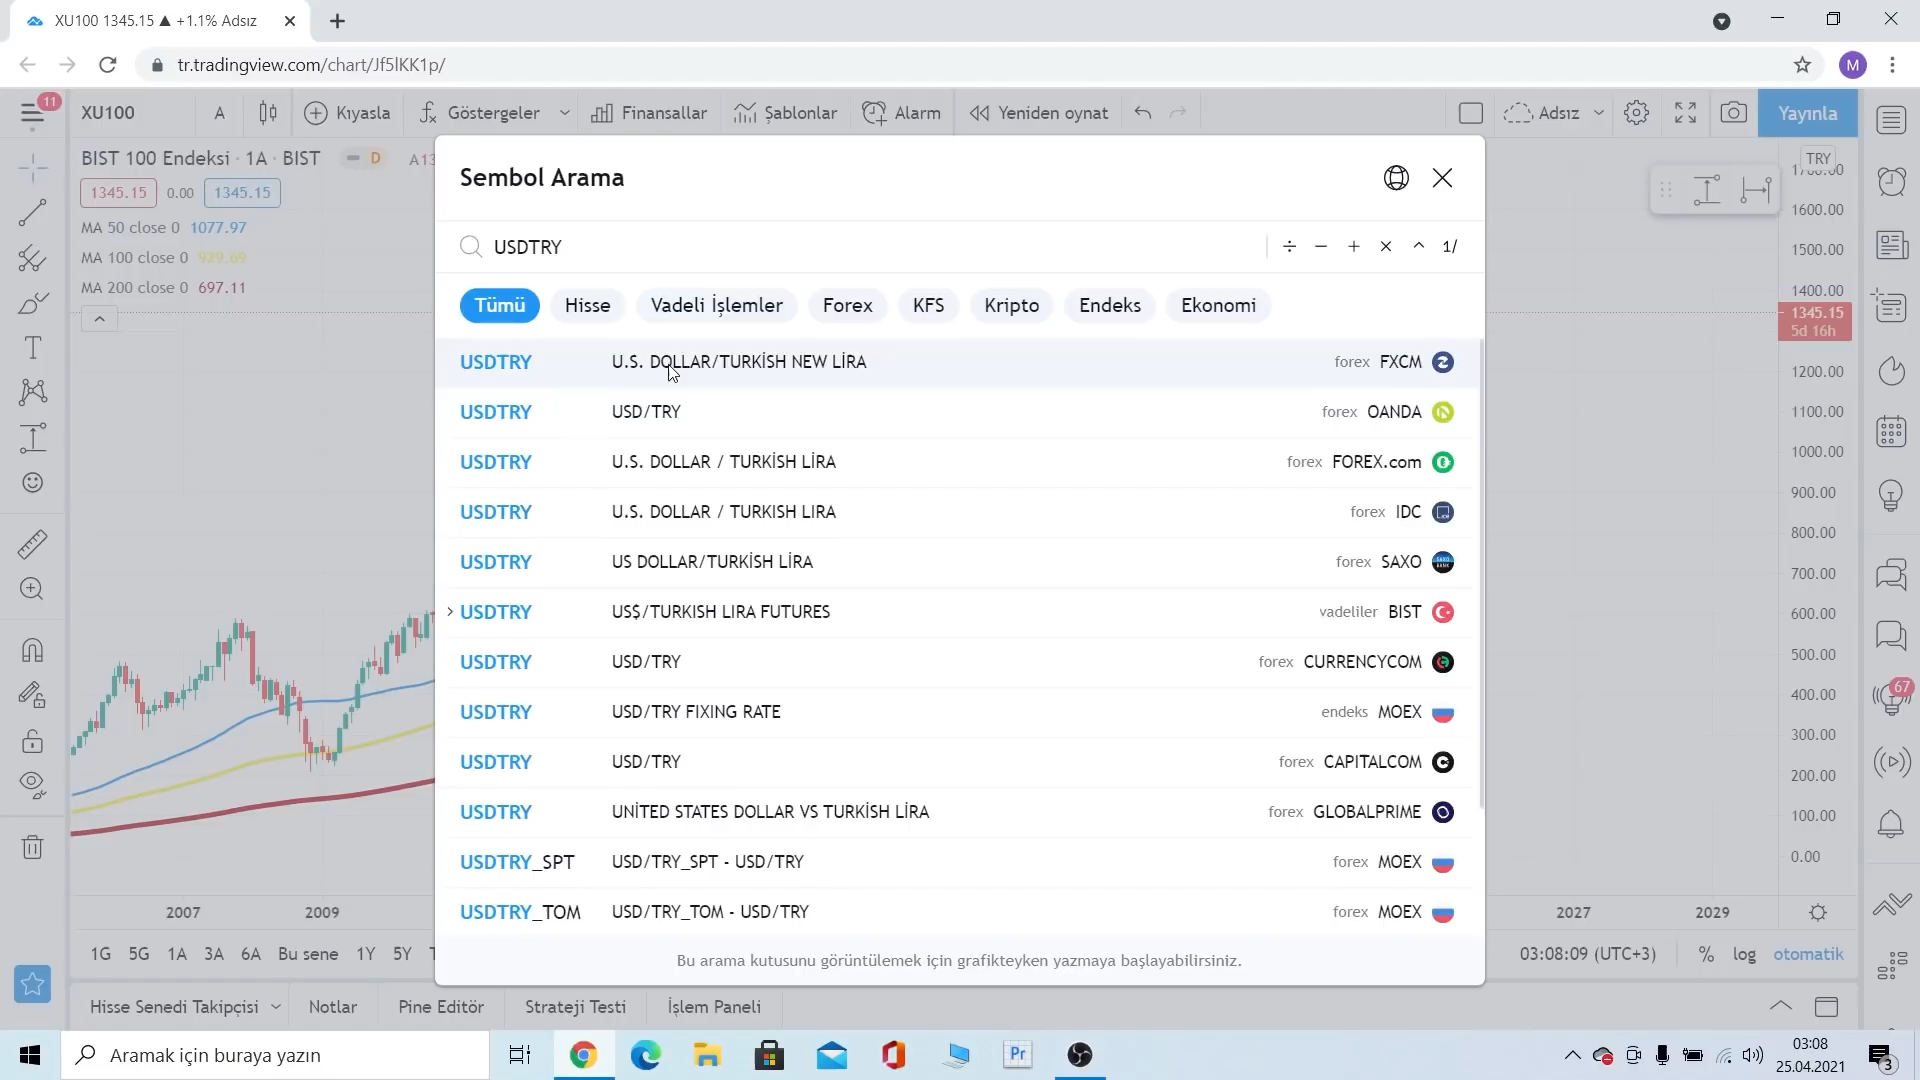 XU100 1345.15 ▲ +1.1% Adsız
tr.tradingview.com/chart/Jf5lKK1p/
M
11
XU100
A
Kıyasla
Göstergeler
Finansallar
Şablonlar
Alarm
Yeniden oynat
Adsız
Yayınla
BIST 100 Endeksi · 1A · BIST
D
A13
TRY
1345.15
0.00
1345.15
MA 50 close 0 1077.97
MA 100 close 0 929.69
MA 200 close 0 697.11
Sembol Arama
USDTRY
÷ − + × ^ 1/
Tümü
Hisse
Vadeli İşlemler
Forex
KFS
Kripto
Endeks
Ekonomi
USDTRY U.S. DOLLAR/TURKİSH NEW LİRA forex FXCM
USDTRY USD/TRY forex OANDA
USDTRY U.S. DOLLAR / TURKİSH LİRA forex FOREX.com
USDTRY U.S. DOLLAR / TURKISH LIRA forex IDC
USDTRY US DOLLAR/TURKİSH LİRA forex SAXO
USDTRY US$/TURKISH LIRA FUTURES vadeliler BIST
USDTRY USD/TRY forex CURRENCYCOM
USDTRY USD/TRY FIXING RATE endeks MOEX
USDTRY USD/TRY forex CAPITALCOM
USDTRY UNİTED STATES DOLLAR VS TURKİSH LİRA forex GLOBALPRIME
USDTRY_SPT USD/TRY_SPT - USD/TRY forex MOEX
USDTRY_TOM USD/TRY_TOM - USD/TRY forex MOEX
Bu arama kutusunu görüntülemek için grafikteyken yazmaya başlayabilirsiniz.
1600.00
1500.00
1400.00
1345.15
5d 16h
1200.00
1100.00
1000.00
900.00
800.00
700.00
600.00
500.00
400.00
300.00
200.00
100.00
0.00
67
2007
2009
2027
2029
1G 5G 1A 3A 6A Bu sene 1Y 5Y T
03:08:09 (UTC+3)
%
log
otomatik
Hisse Senedi Takipçisi
Notlar
Pine Editör
Strateji Testi
İşlem Paneli
Aramak için buraya yazın
Pr
03:08
25.04.2021
3